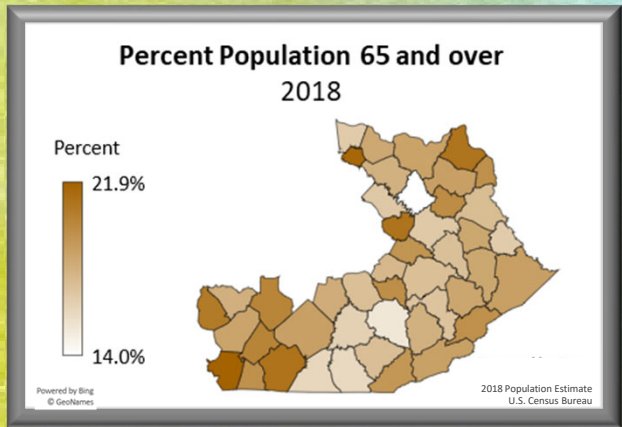 Percent Population 65 and over
2018
Percent
21.9%
14.0%
Powered by Bing
© GeoNames
2018 Population Estimate
U.S. Census Bureau